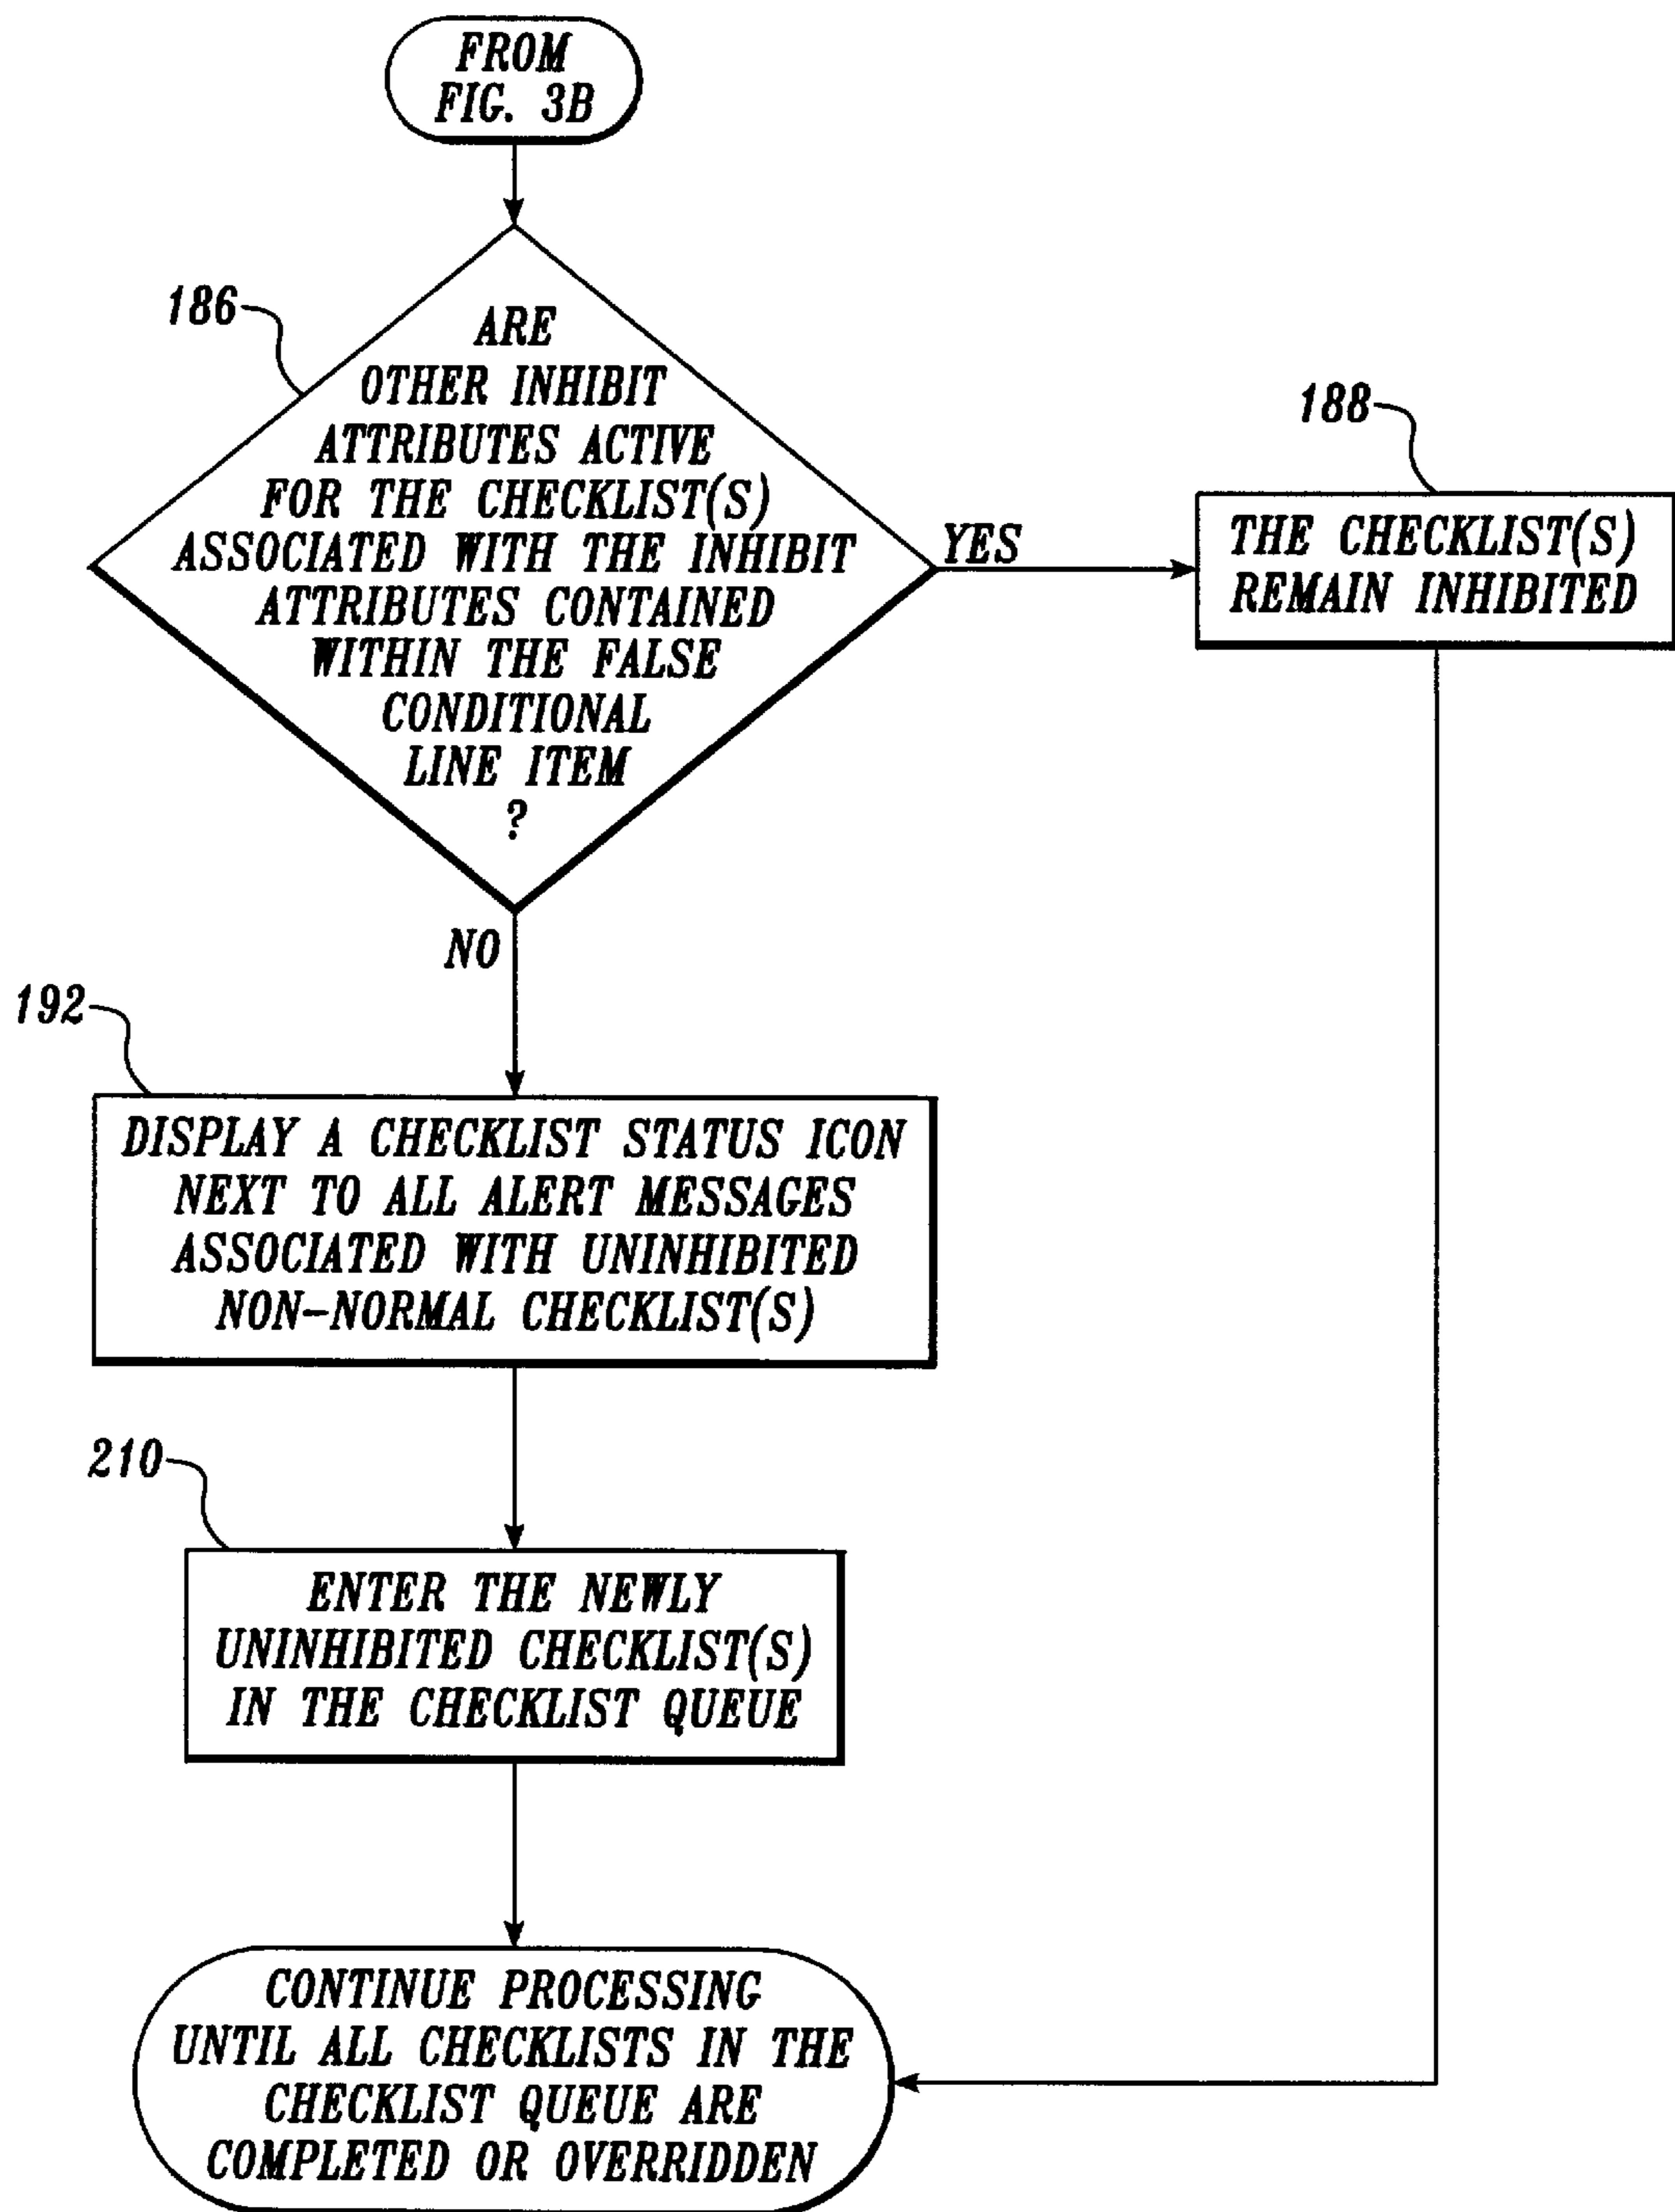 FROM
FIG. 3B
186
ARE
OTHER INHIBIT
ATTRIBUTES ACTIVE
FOR THE CHECKLIST(S)
ASSOCIATED WITH THE INHIBIT
ATTRIBUTES CONTAINED
WITHIN THE FALSE
CONDITIONAL
LINE ITEM
?
YES
188
THE CHECKLIST(S)
REMAIN INHIBITED
NO
192
DISPLAY A CHECKLIST STATUS ICON
NEXT TO ALL ALERT MESSAGES
ASSOCIATED WITH UNINHIBITED
NON-NORMAL CHECKLIST(S)
210
ENTER THE NEWLY
UNINHIBITED CHECKLIST(S)
IN THE CHECKLIST QUEUE
CONTINUE PROCESSING
UNTIL ALL CHECKLISTS IN THE
CHECKLIST QUEUE ARE
COMPLETED OR OVERRIDDEN